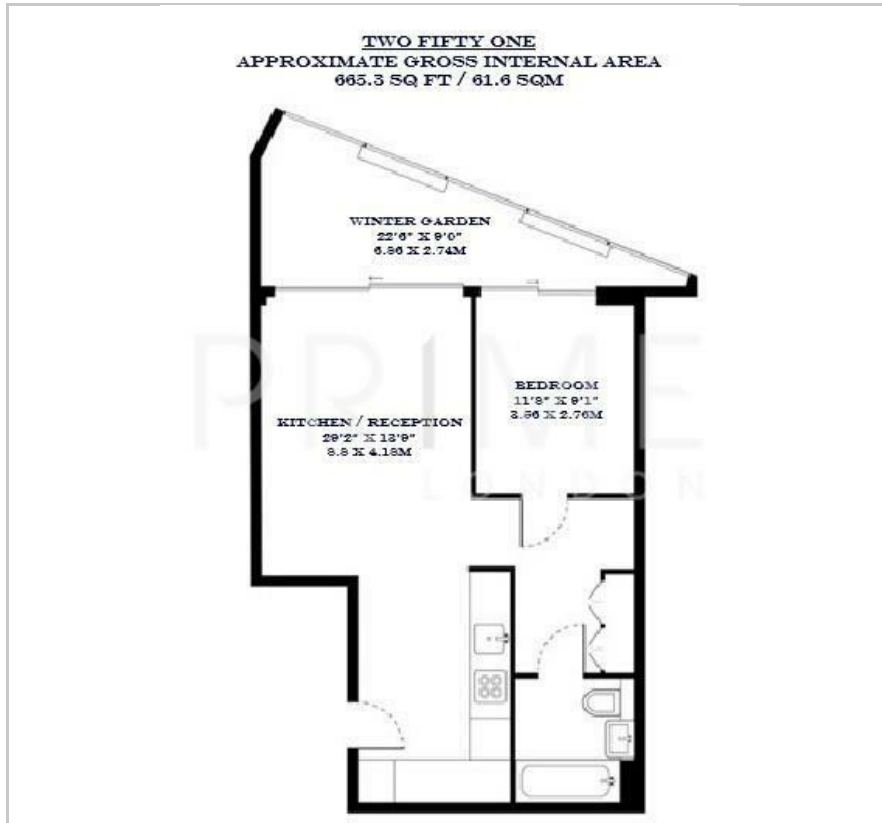 TWO FIFTY ONE
APPROXIMATE GROSS INTERNAL AREA
665.3 SQ FT / 61.6 SQM
WINTER GARDEN
22'6" X 9'0"
6.86 X 2.74M
BEDROOM
11'8" X 9'1"
3.56 X 2.76M
KITCHEN / RECEPTION
29'2" X 13'9"
8.8 X 4.18M
PRIME
LONDON